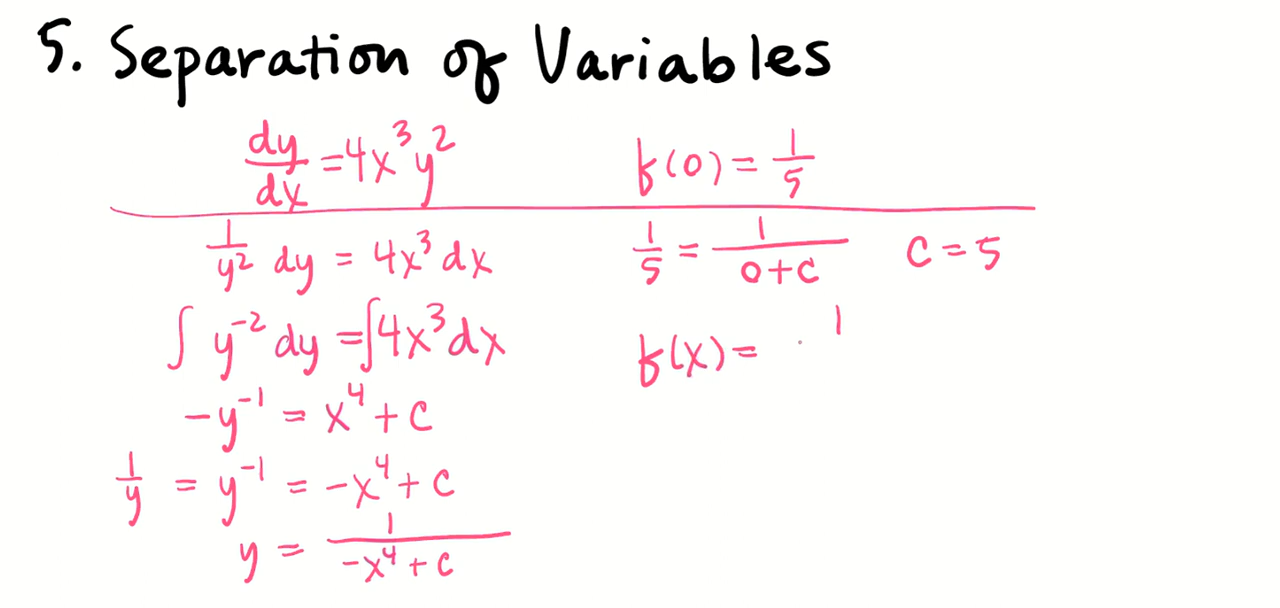 5. Separation of Variables
dy/dx = 4x³y²
1/y² dy = 4x³ dx
∫ y⁻² dy = ∫4x³ dx
-y⁻¹ = x⁴ + C
1/y = y⁻¹ = -x⁴ + C
y = 1/(-x⁴ + C)
f(0) = 1/5
1/5 = 1/(0+C) C = 5
f(x) = 1